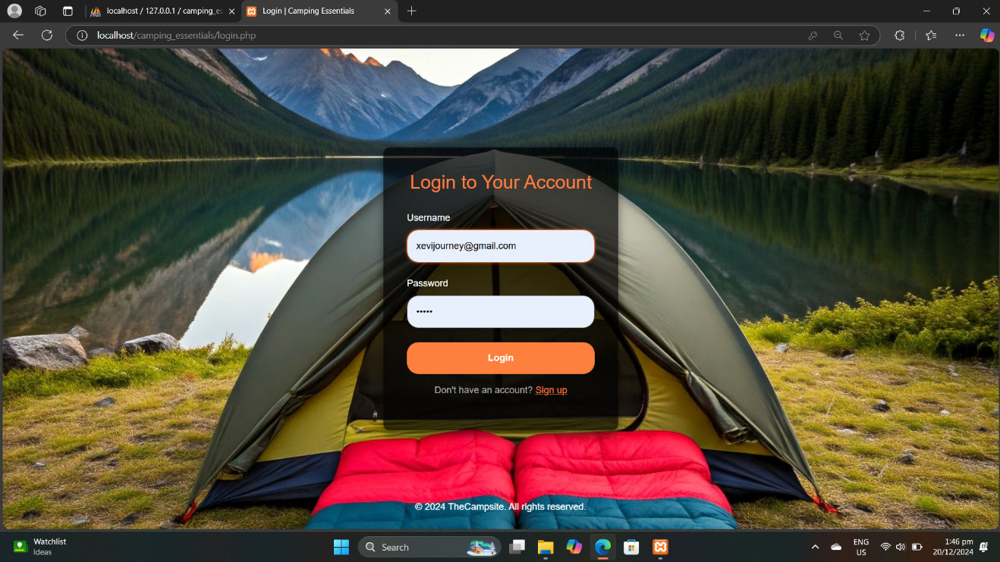 localhost / 127.0.0.1 / camping_es
Login | Camping Essentials
localhost/camping_essentials/login.php
Login to Your Account
Username
xevijourney@gmail.com
Password
•••••
Login
Don't have an account? Sign up
© 2024 TheCampsite. All rights reserved.
Watchlist
Ideas
Search
ENG
US
1:46 pm
20/12/2024